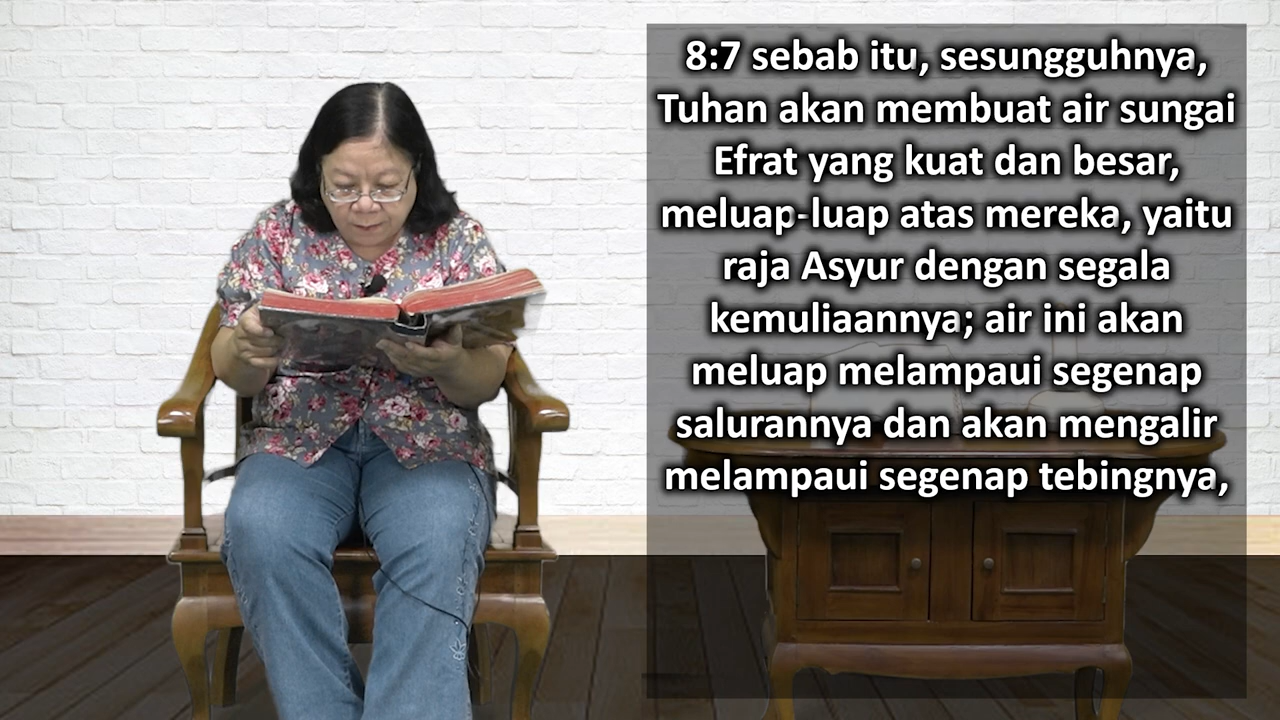 8:7 sebab itu, sesungguhnya,
Tuhan akan membuat air sungai
Efrat yang kuat dan besar,
meluap-luap atas mereka, yaitu
raja Asyur dengan segala
kemuliaannya; air ini akan
meluap melampaui segenap
salurannya dan akan mengalir
melampaui segenap tebingnya,